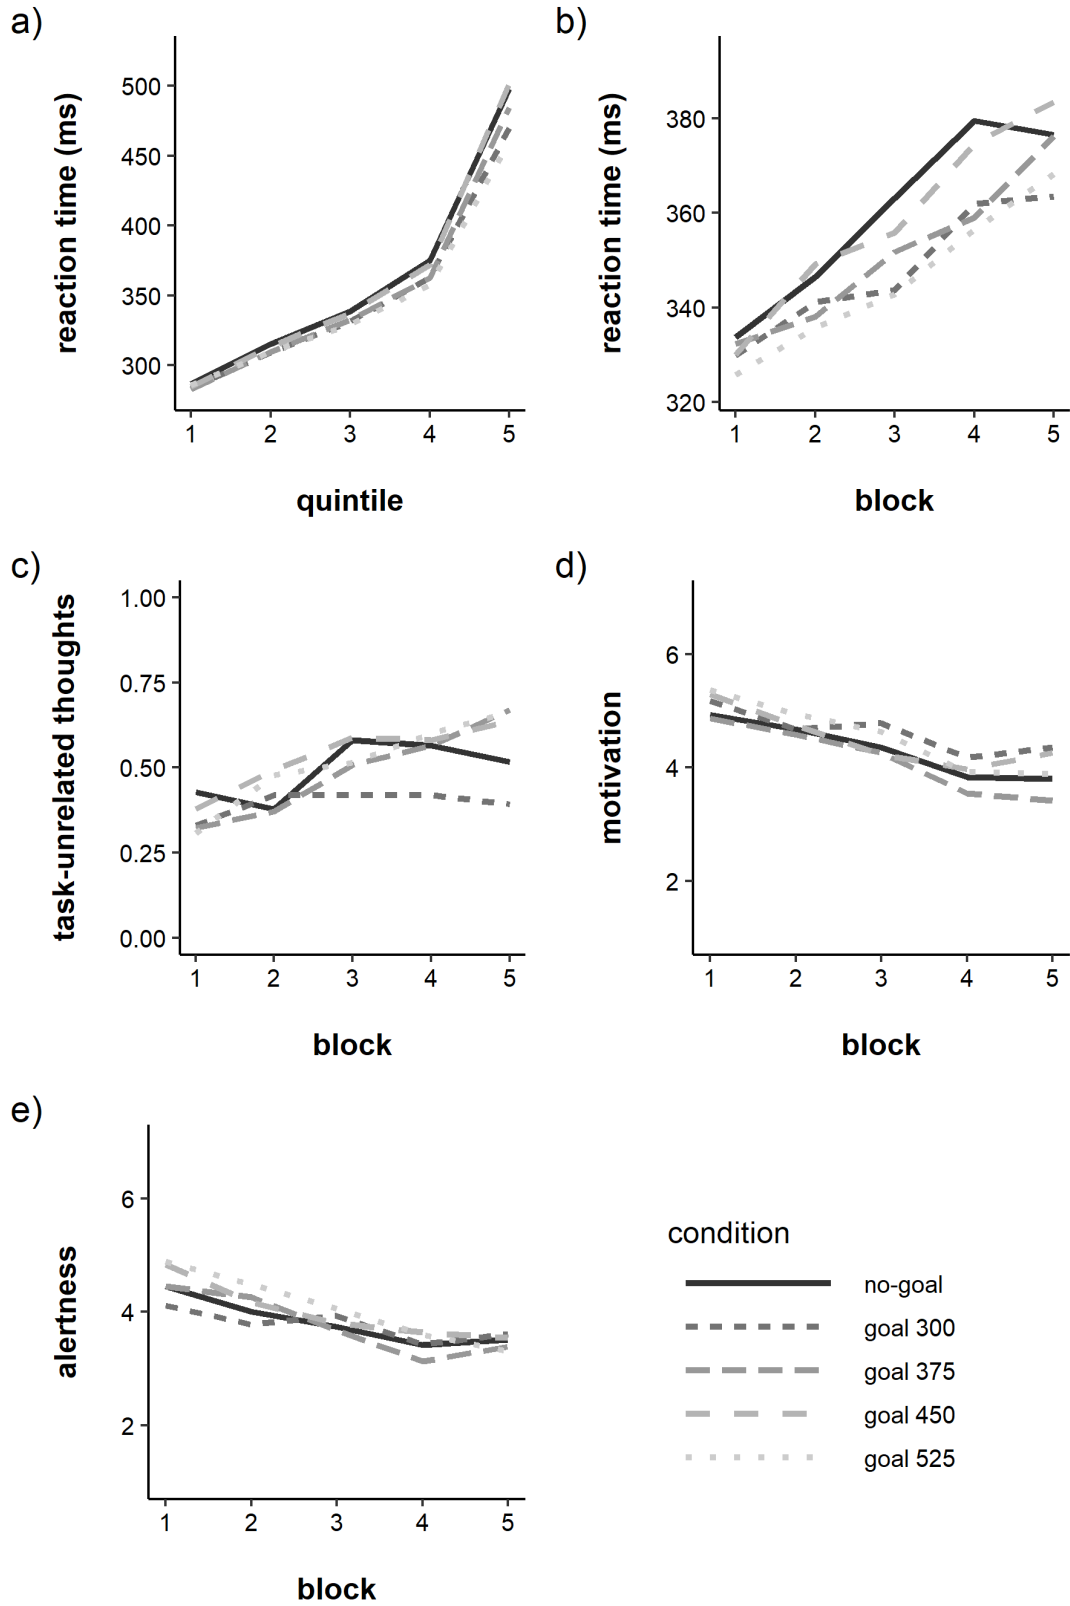 a)
reaction time (ms)
500
450
400
350
300
1 2 3 4 5
quintile
b)
reaction time (ms)
380
360
340
320
1 2 3 4 5
block
c)
task-unrelated thoughts
1.00
0.75
0.50
0.25
0.00
1 2 3 4 5
block
d)
motivation
6
4
2
1 2 3 4 5
block
e)
alertness
6
4
2
1 2 3 4 5
block
condition
no-goal
goal 300
goal 375
goal 450
goal 525